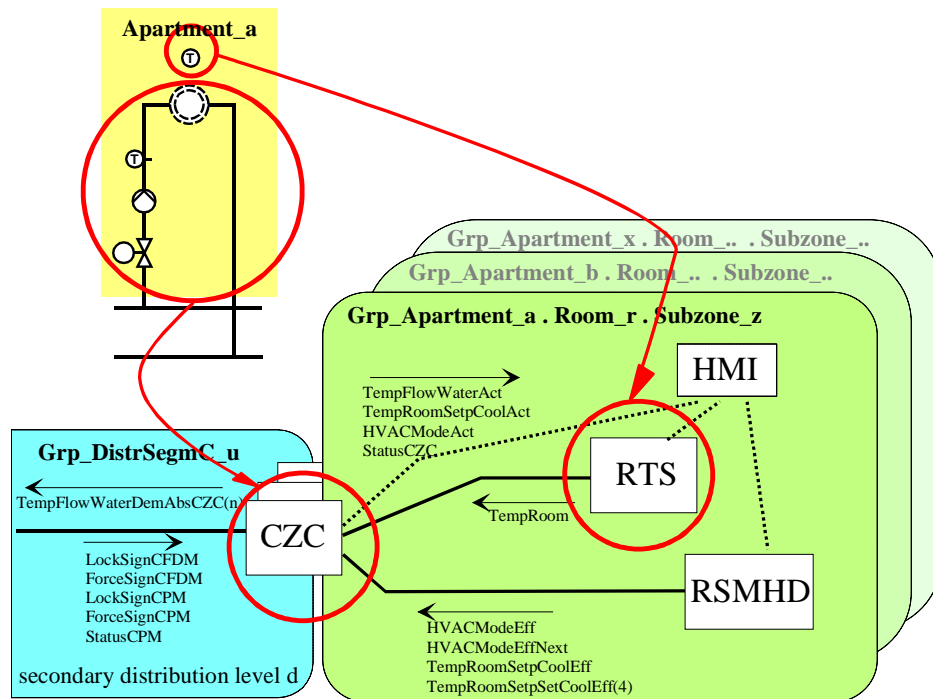 Apartment_a
T
T
Grp_Apartment_x . Room_.. . Subzone_..
Grp_Apartment_b . Room_.. . Subzone_..
Grp_Apartment_a . Room_r . Subzone_z
HMI
TempFlowWaterAct
TempRoomSetpCoolAct
HVACModeAct
StatusCZC
Grp_DistrSegmC_u
RTS
TempFlowWaterDemAbsCZC(n)
TempRoom
CZC
LockSignCFDM
ForceSignCFDM
LockSignCPM
ForceSignCPM
StatusCPM
RSMHD
HVACModeEff
HVACModeEffNext
TempRoomSetpCoolEff
TempRoomSetpSetCoolEff(4)
secondary distribution level d